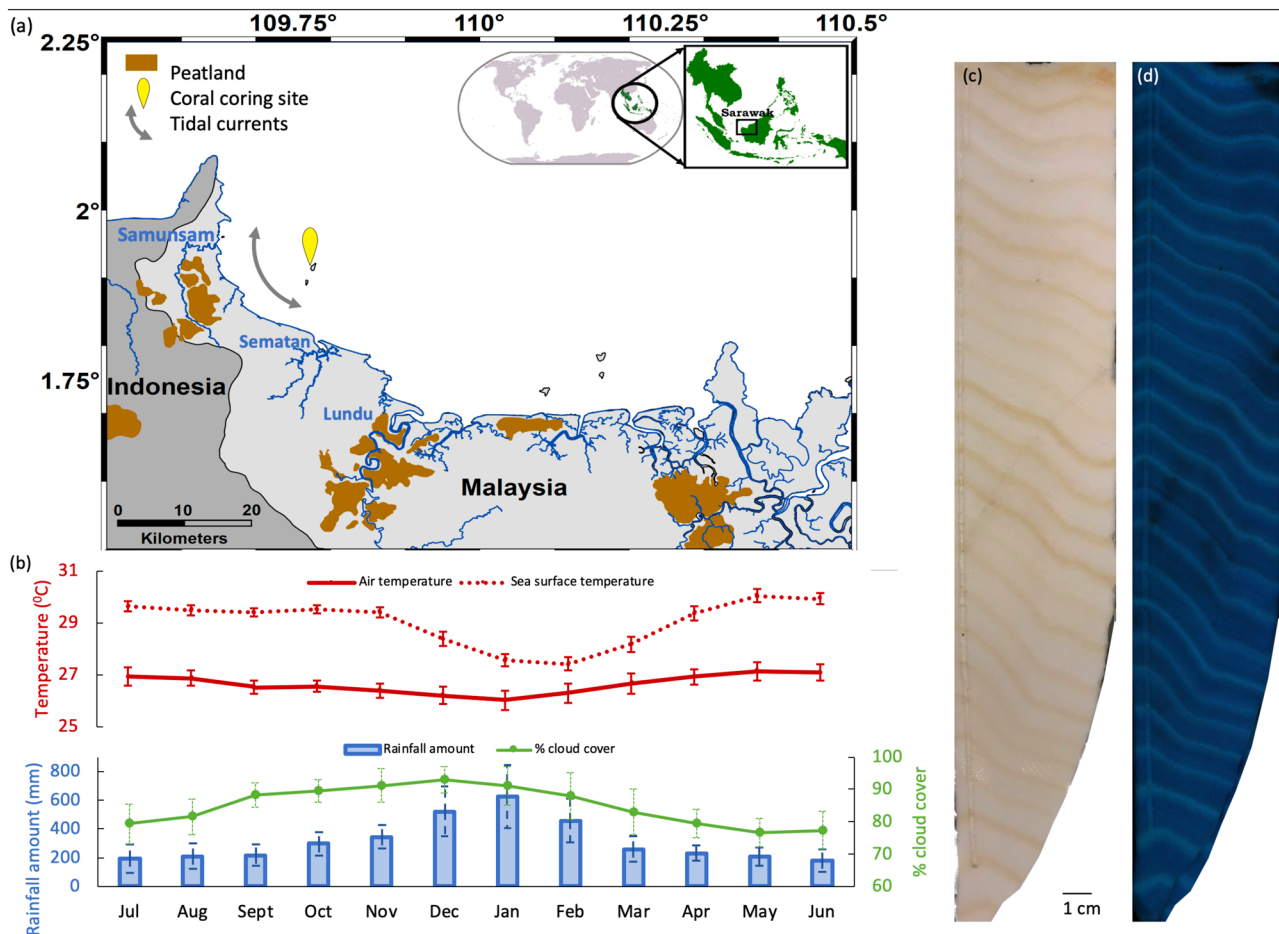 (a)
109.75° 110° 110.25° 110.5°
2.25°
2°
1.75°
Peatland
Coral coring site
Tidal currents
Sarawak
Samunsam
Sematan
Indonesia
Lundu
Malaysia
0 10 20
Kilometers
(b)
Air temperature Sea surface temperature
Temperature (⁰C)
31
29
27
25
Rainfall amount % cloud cover
Rainfall amount (mm)
800
600
400
200
0
100
90
80
70
60
% cloud cover
Jul Aug Sept Oct Nov Dec Jan Feb Mar Apr May Jun
(c)
(d)
1 cm